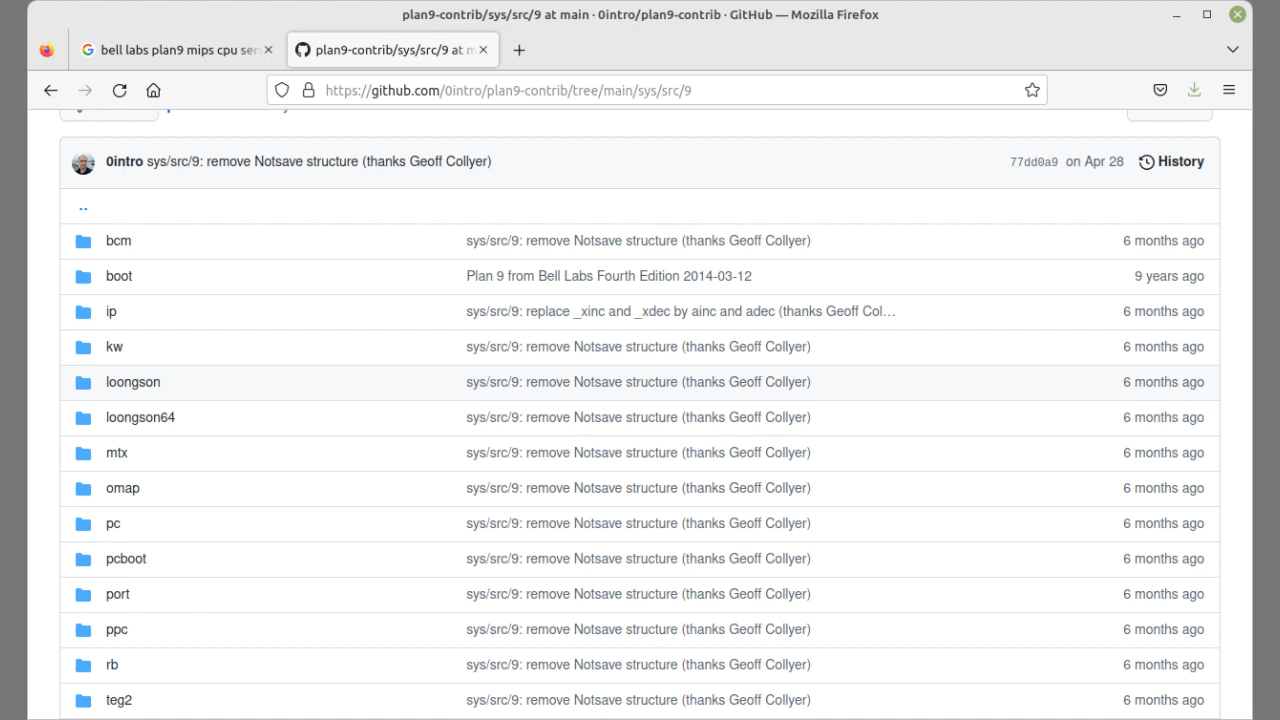 plan9-contrib/sys/src/9 at main · 0intro/plan9-contrib · GitHub — Mozilla Firefox
bell labs plan9 mips cpu ser
plan9-contrib/sys/src/9 at m
https://github.com/0intro/plan9-contrib/tree/main/sys/src/9
0intro sys/src/9: remove Notsave structure (thanks Geoff Collyer) 77dd0a9 on Apr 28 History
..
bcm sys/src/9: remove Notsave structure (thanks Geoff Collyer) 6 months ago
boot Plan 9 from Bell Labs Fourth Edition 2014-03-12 9 years ago
ip sys/src/9: replace _xinc and _xdec by ainc and adec (thanks Geoff Col… 6 months ago
kw sys/src/9: remove Notsave structure (thanks Geoff Collyer) 6 months ago
loongson sys/src/9: remove Notsave structure (thanks Geoff Collyer) 6 months ago
loongson64 sys/src/9: remove Notsave structure (thanks Geoff Collyer) 6 months ago
mtx sys/src/9: remove Notsave structure (thanks Geoff Collyer) 6 months ago
omap sys/src/9: remove Notsave structure (thanks Geoff Collyer) 6 months ago
pc sys/src/9: remove Notsave structure (thanks Geoff Collyer) 6 months ago
pcboot sys/src/9: remove Notsave structure (thanks Geoff Collyer) 6 months ago
port sys/src/9: remove Notsave structure (thanks Geoff Collyer) 6 months ago
ppc sys/src/9: remove Notsave structure (thanks Geoff Collyer) 6 months ago
rb sys/src/9: remove Notsave structure (thanks Geoff Collyer) 6 months ago
teg2 sys/src/9: remove Notsave structure (thanks Geoff Collyer) 6 months ago